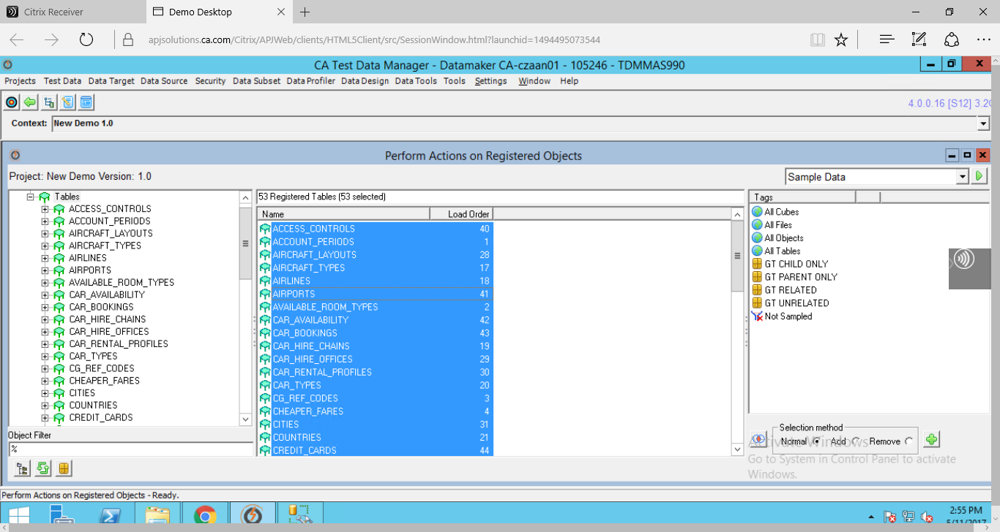 Citrix Receiver
Demo Desktop
apjsolutions.ca.com/Citrix/APJWeb/clients/HTML5Client/src/SessionWindow.html?launchid=1494495073544
CA Test Data Manager - Datamaker CA-czaan01 - 105246 - TDMMAS990
Projects Test Data Data Target Data Source Security Data Subset Data Profiler Data Design Data Tools Tools Settings Window Help
4.0.0.16 [S12] 3.2
Context: New Demo 1.0
Perform Actions on Registered Objects
Project: New Demo Version: 1.0
Sample Data
Tables
ACCESS_CONTROLS
ACCOUNT_PERIODS
AIRCRAFT_LAYOUTS
AIRCRAFT_TYPES
AIRLINES
AIRPORTS
AVAILABLE_ROOM_TYPES
CAR_AVAILABILITY
CAR_BOOKINGS
CAR_HIRE_CHAINS
CAR_HIRE_OFFICES
CAR_RENTAL_PROFILES
CAR_TYPES
CG_REF_CODES
CHEAPER_FARES
CITIES
COUNTRIES
CREDIT_CARDS
Object Filter
%
53 Registered Tables (53 selected)
Name Load Order
ACCESS_CONTROLS 40
ACCOUNT_PERIODS 1
AIRCRAFT_LAYOUTS 28
AIRCRAFT_TYPES 17
AIRLINES 18
AIRPORTS 41
AVAILABLE_ROOM_TYPES 2
CAR_AVAILABILITY 42
CAR_BOOKINGS 43
CAR_HIRE_CHAINS 19
CAR_HIRE_OFFICES 29
CAR_RENTAL_PROFILES 30
CAR_TYPES 20
CG_REF_CODES 3
CHEAPER_FARES 4
CITIES 31
COUNTRIES 21
CREDIT_CARDS 44
Tags
All Cubes
All Files
All Objects
All Tables
GT CHILD ONLY
GT PARENT ONLY
GT RELATED
GT UNRELATED
Not Sampled
Selection method
Normal Add Remove
Activate Windows
Go to System in Control Panel to activate
Windows.
Perform Actions on Registered Objects - Ready.
2:55 PM
5/11/2017